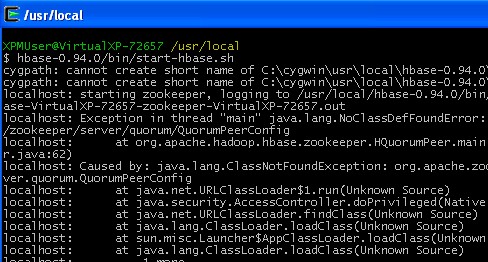 /usr/local
XPMUser@VirtualXP-72657 /usr/local
$ hbase-0.94.0/bin/start-hbase.sh
cygpath: cannot create short name of C:\cygwin\usr\local\hbase-0.94.0\
cygpath: cannot create short name of C:\cygwin\usr\local\hbase-0.94.0\
localhost: starting zookeeper, logging to /usr/local/hbase-0.94.0/bin/
ase-VirtualXP-72657-zookeeper-VirtualXP-72657.out
localhost: Exception in thread "main" java.lang.NoClassDefFoundError:
/zookeeper/server/quorum/QuorumPeerConfig
localhost: at org.apache.hadoop.hbase.zookeeper.HQuorumPeer.main
r.java:62)
localhost: Caused by: java.lang.ClassNotFoundException: org.apache.zo
ver.quorum.QuorumPeerConfig
localhost: at java.net.URLClassLoader$1.run(Unknown Source)
localhost: at java.security.AccessController.doPrivileged(Native
localhost: at java.net.URLClassLoader.findClass(Unknown Source)
localhost: at java.lang.ClassLoader.loadClass(Unknown Source)
localhost: at sun.misc.Launcher$AppClassLoader.loadClass(Unknown
localhost: at java.lang.ClassLoader.loadClass(Unknown Source)